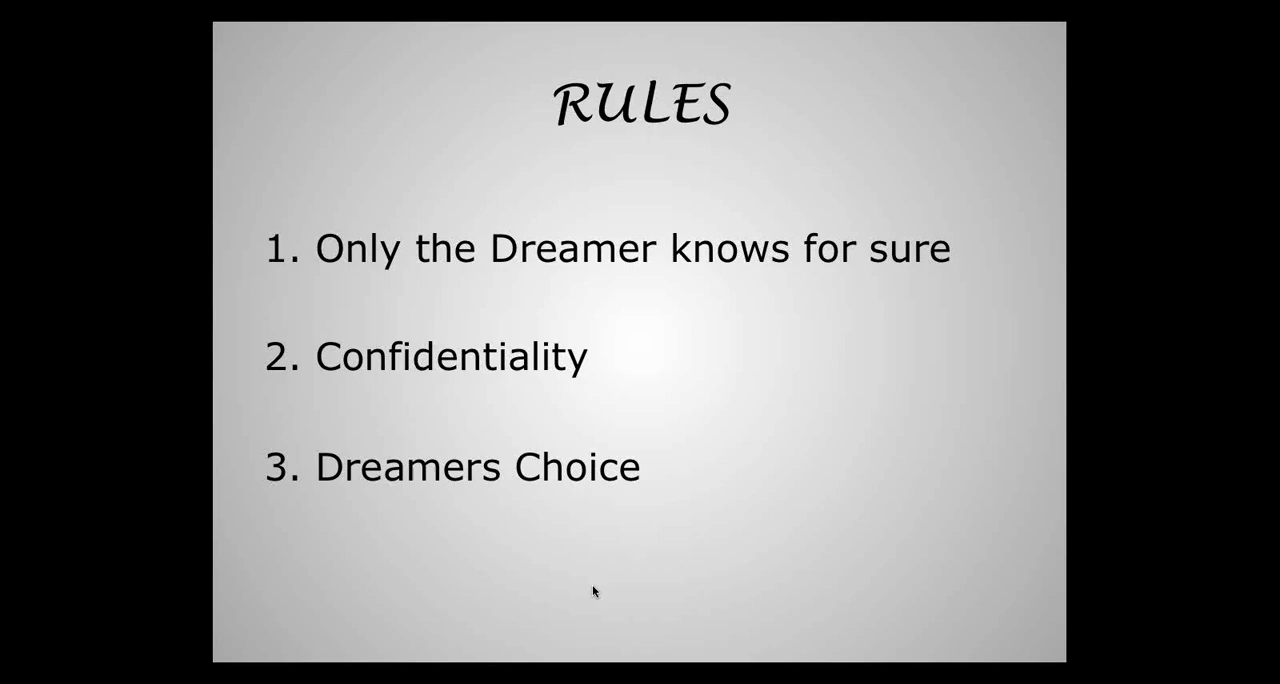 RULES
1. Only the Dreamer knows for sure
2. Confidentiality
3. Dreamers Choice